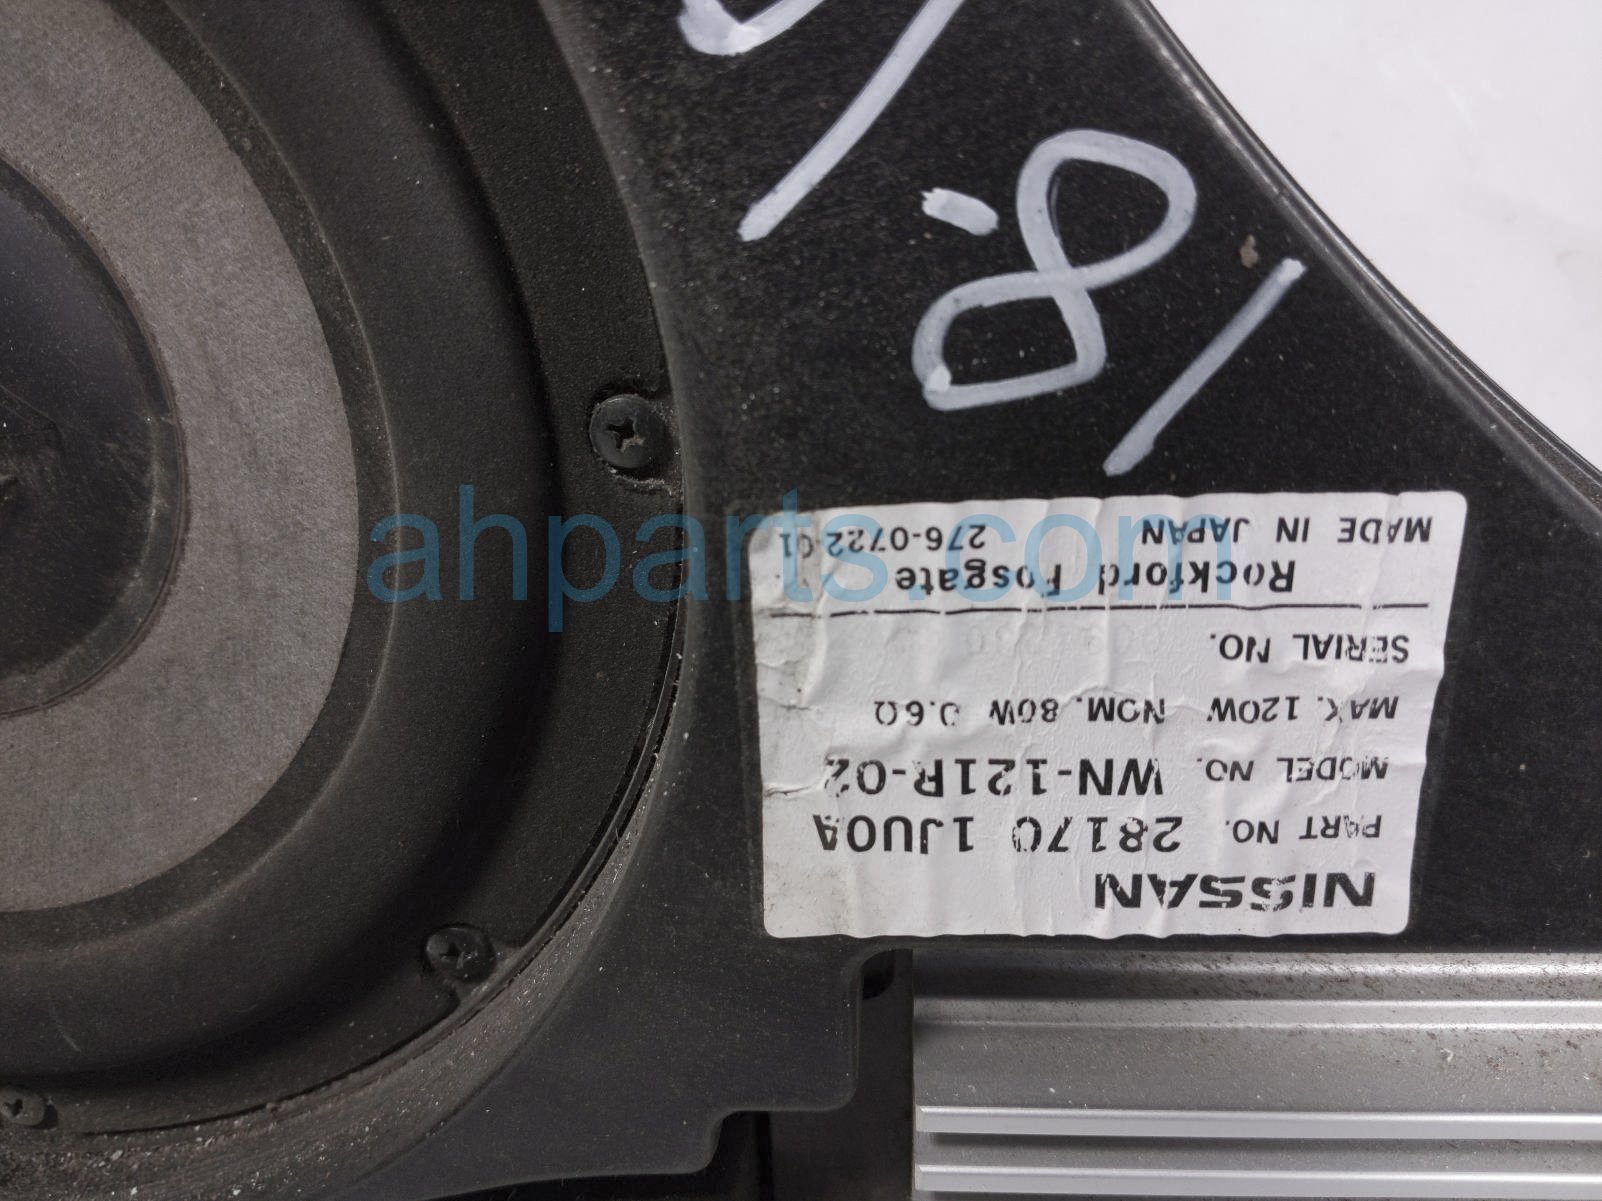 NISSAN
PART NO. 28170 1JU0A
MODEL NO. WN-121R-02
MAX. 120W NOM. 80W 0.6Ω
SERIAL NO.
Rockford Fosgate
MADE IN JAPAN 276-0722-01
ahparts.com